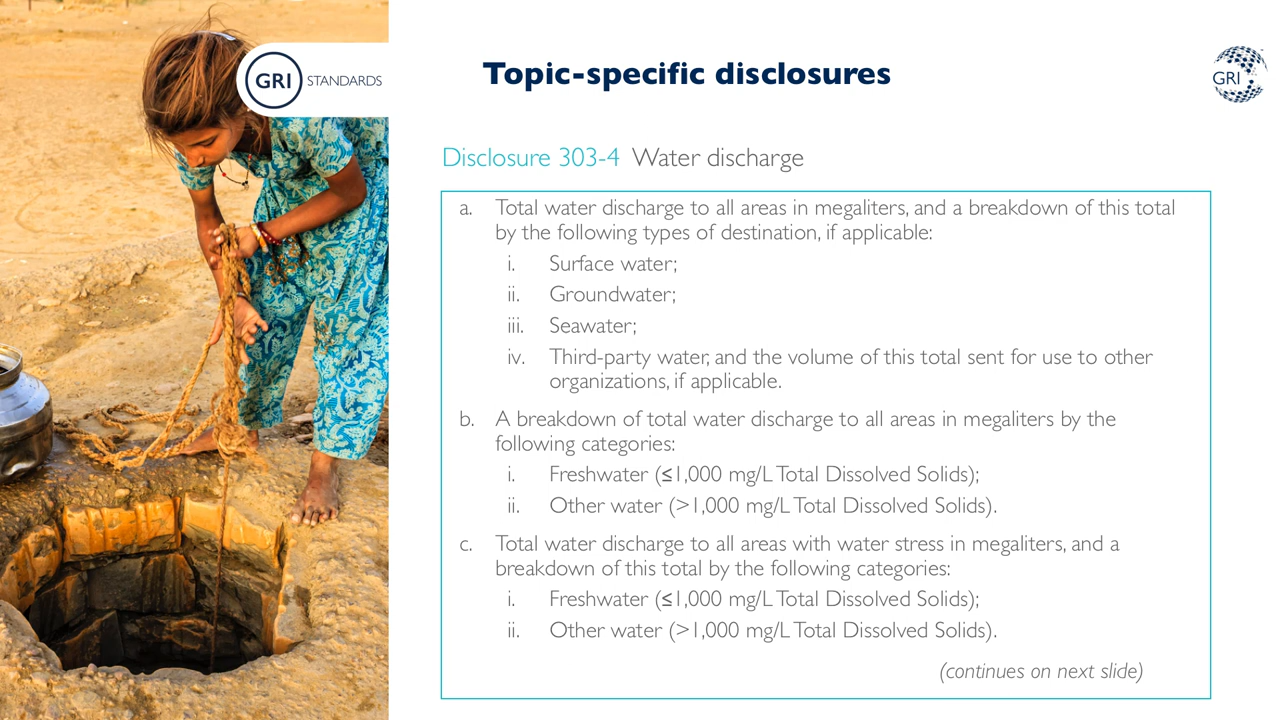 GRI STANDARDS
Topic-specific disclosures
GRI
Disclosure 303-4 Water discharge
a. Total water discharge to all areas in megaliters, and a breakdown of this total
by the following types of destination, if applicable:
i. Surface water;
ii. Groundwater;
iii. Seawater;
iv. Third-party water, and the volume of this total sent for use to other
organizations, if applicable.
b. A breakdown of total water discharge to all areas in megaliters by the
following categories:
i. Freshwater (≤1,000 mg/L Total Dissolved Solids);
ii. Other water (>1,000 mg/L Total Dissolved Solids).
c. Total water discharge to all areas with water stress in megaliters, and a
breakdown of this total by the following categories:
i. Freshwater (≤1,000 mg/L Total Dissolved Solids);
ii. Other water (>1,000 mg/L Total Dissolved Solids).
(continues on next slide)